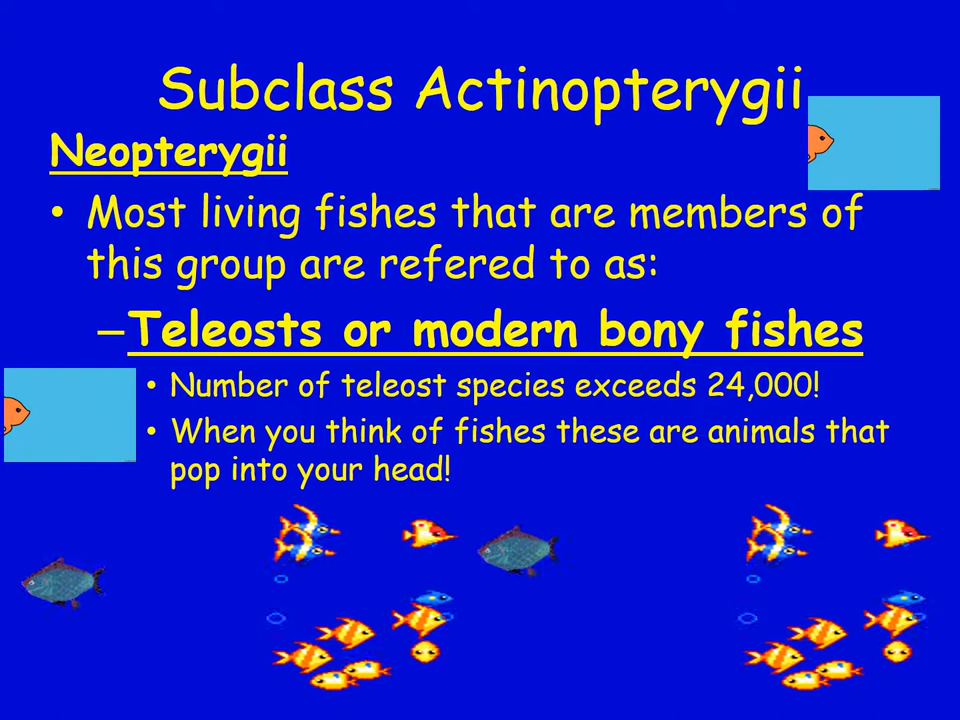 Subclass Actinopterygii
Neopterygii
• Most living fishes that are members of
this group are refered to as:
–Teleosts or modern bony fishes
• Number of teleost species exceeds 24,000!
• When you think of fishes these are animals that
pop into your head!